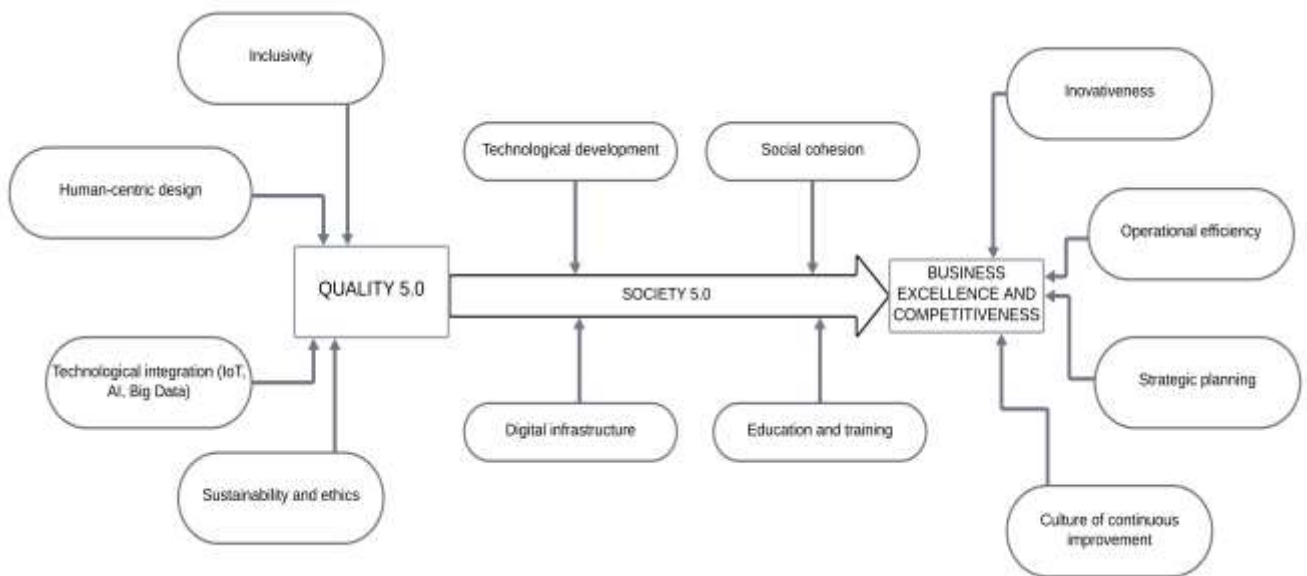 Inclusivity
Human-centric design
Technological integration (IoT,
AI, Big Data)
Sustainability and ethics
QUALITY 5.0
Technological development
Social cohesion
SOCIETY 5.0
Digital infrastructure
Education and training
BUSINESS
EXCELLENCE AND
COMPETITIVENESS
Inovativeness
Operational efficiency
Strategic planning
Culture of continuous
improvement